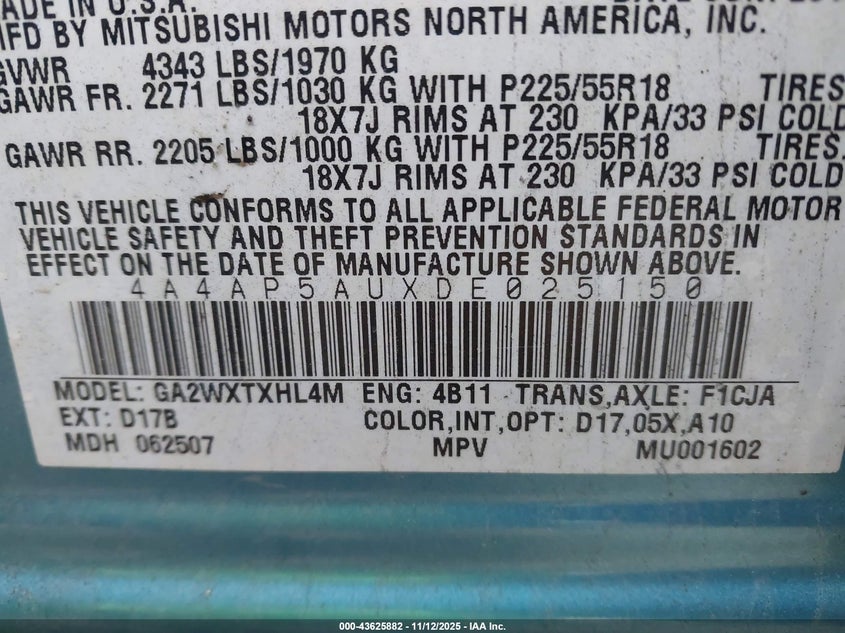 MADE IN U.S.A.
MFD BY MITSUBISHI MOTORS NORTH AMERICA, INC.
GVWR 4343 LBS/1970 KG
GAWR FR. 2271 LBS/1030 KG WITH P225/55R18 TIRES
18X7J RIMS AT 230 KPA/33 PSI COLD
GAWR RR. 2205 LBS/1000 KG WITH P225/55R18 TIRES.
18X7J RIMS AT 230 KPA/33 PSI COLD
THIS VEHICLE CONFORMS TO ALL APPLICABLE FEDERAL MOTOR
VEHICLE SAFETY AND THEFT PREVENTION STANDARDS IN
EFFECT ON THE DATE OF MANUFACTURE SHOWN ABOVE.
4A4AP5AUXDE025150
MODEL: GA2WXTXHL4M ENG: 4B11 TRANS,AXLE: F1CJA
EXT: D17B COLOR,INT,OPT: D17,05X,A10
MDH 062507 MPV MU001602
000-43625882 - 11/12/2025 - IAA Inc.